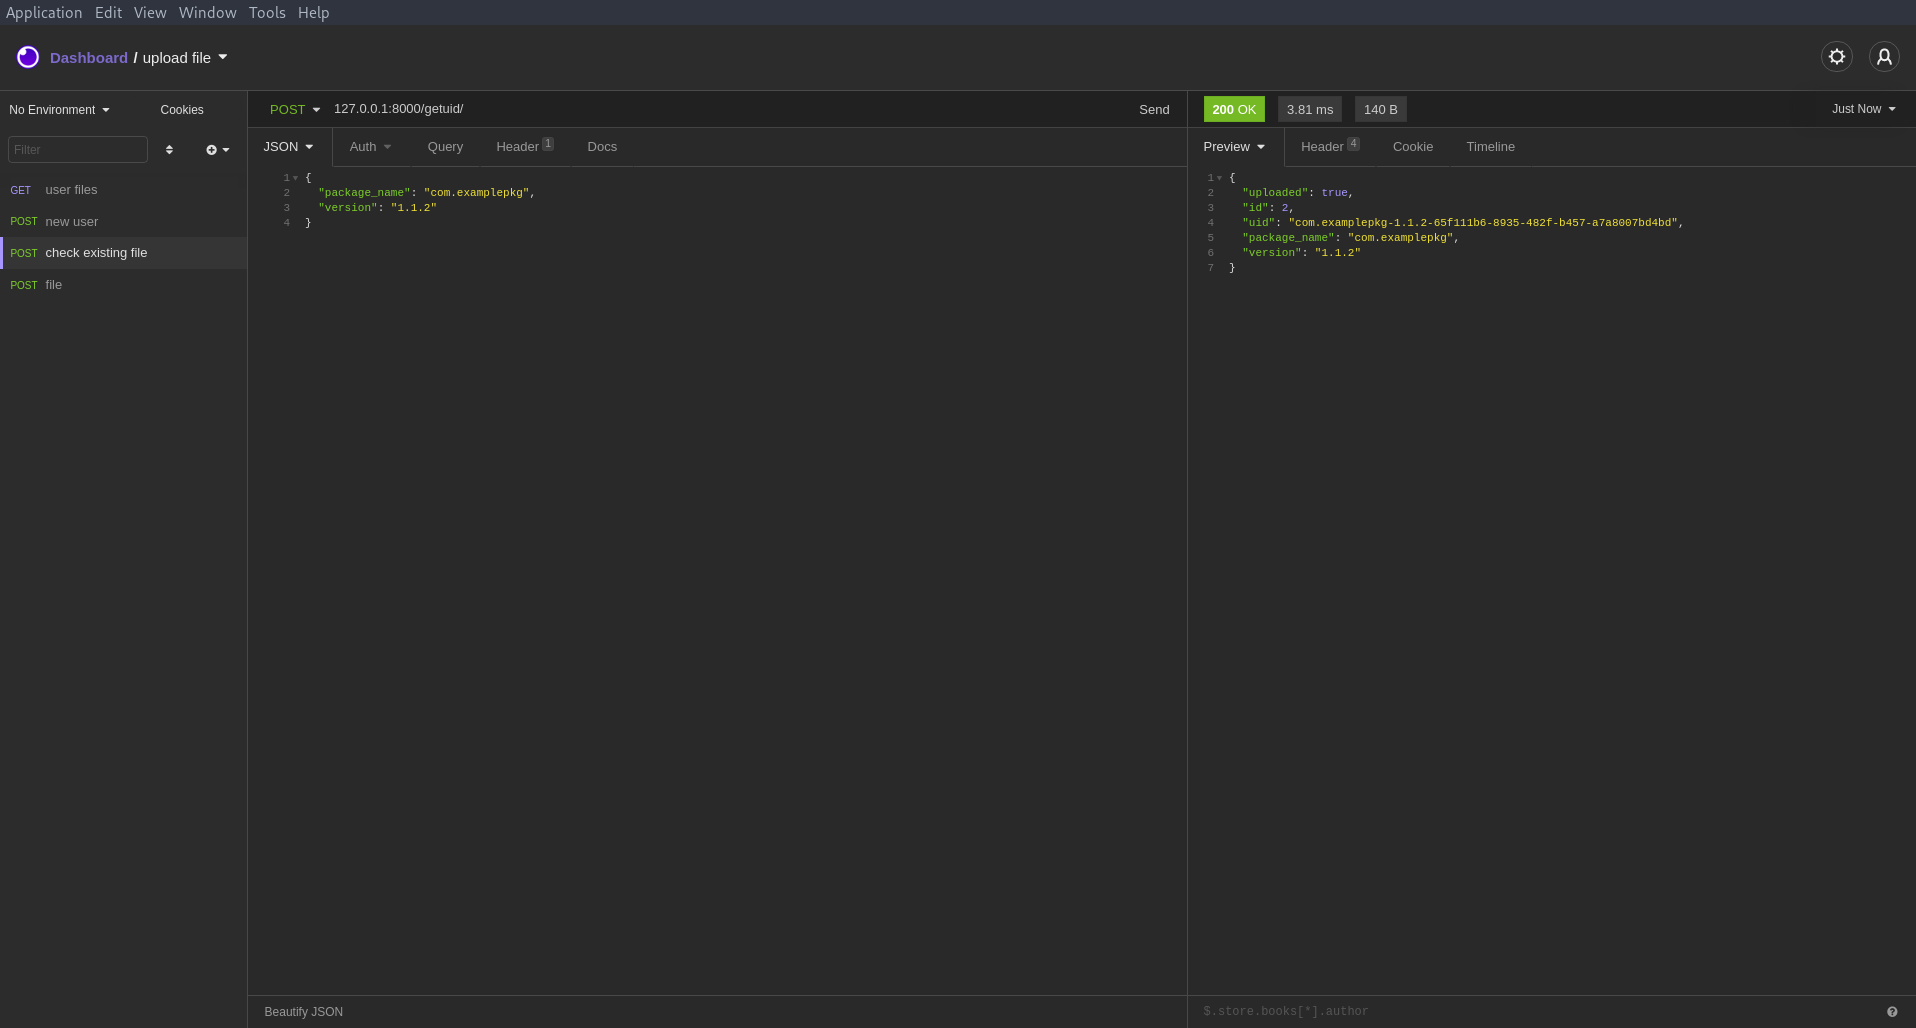 Application Edit View Window Tools Help
Dashboard / upload file
No Environment Cookies
Filter
GET user files
POST new user
POST check existing file
POST file
POST 127.0.0.1:8000/getuid/ Send
JSON Auth Query Header 1 Docs
1 {
2 "package_name": "com.examplepkg",
3 "version": "1.1.2"
4 }
Beautify JSON
200 OK 3.81 ms 140 B Just Now
Preview Header 4 Cookie Timeline
1 {
2 "uploaded": true,
3 "id": 2,
4 "uid": "com.examplepkg-1.1.2-65f111b6-8935-482f-b457-a7a8007bd4bd",
5 "package_name": "com.examplepkg",
6 "version": "1.1.2"
7 }
$.store.books[*].author